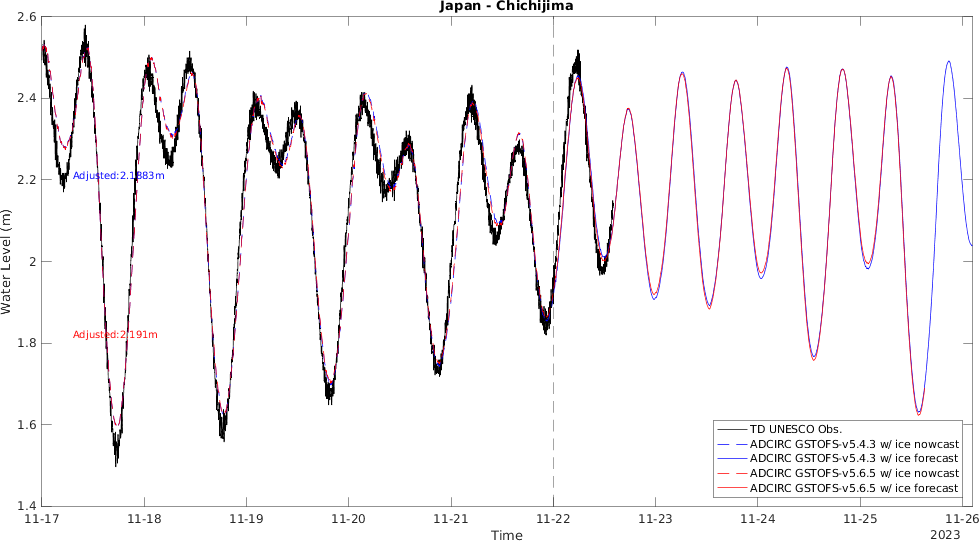 Japan - Chichijima
2.6
2.4
2.2
2
1.8
1.6
1.4
Water Level (m)
Adjusted:2.1883m
Adjusted:2.191m
TD UNESCO Obs.
ADCIRC GSTOFS-v5.4.3 w/ ice nowcast
ADCIRC GSTOFS-v5.4.3 w/ ice forecast
ADCIRC GSTOFS-v5.6.5 w/ ice nowcast
ADCIRC GSTOFS-v5.6.5 w/ ice forecast
11-17 11-18 11-19 11-20 11-21 11-22 11-23 11-24 11-25 11-26
Time
2023